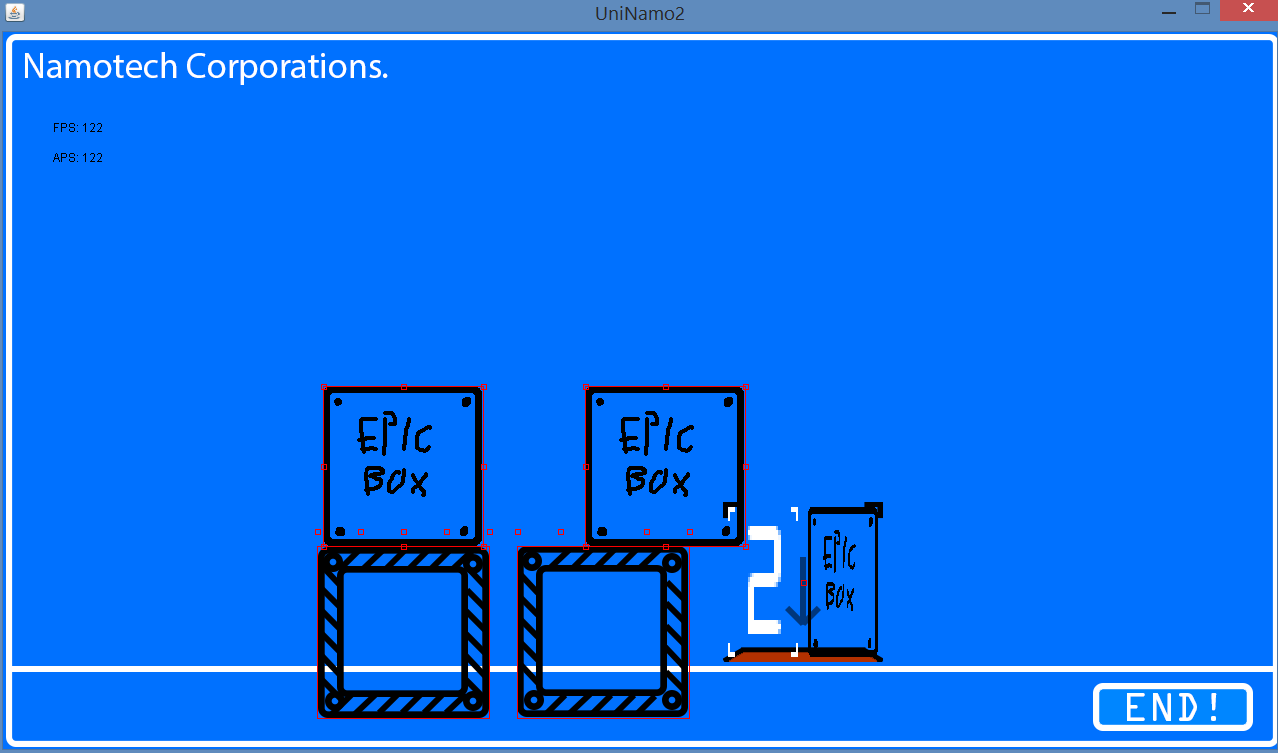 UniNamo2
Namotech Corporations.
FPS: 122
APS: 122
EPIC
BOX
EPIC
BOX
2
EPIC
BOX
END!